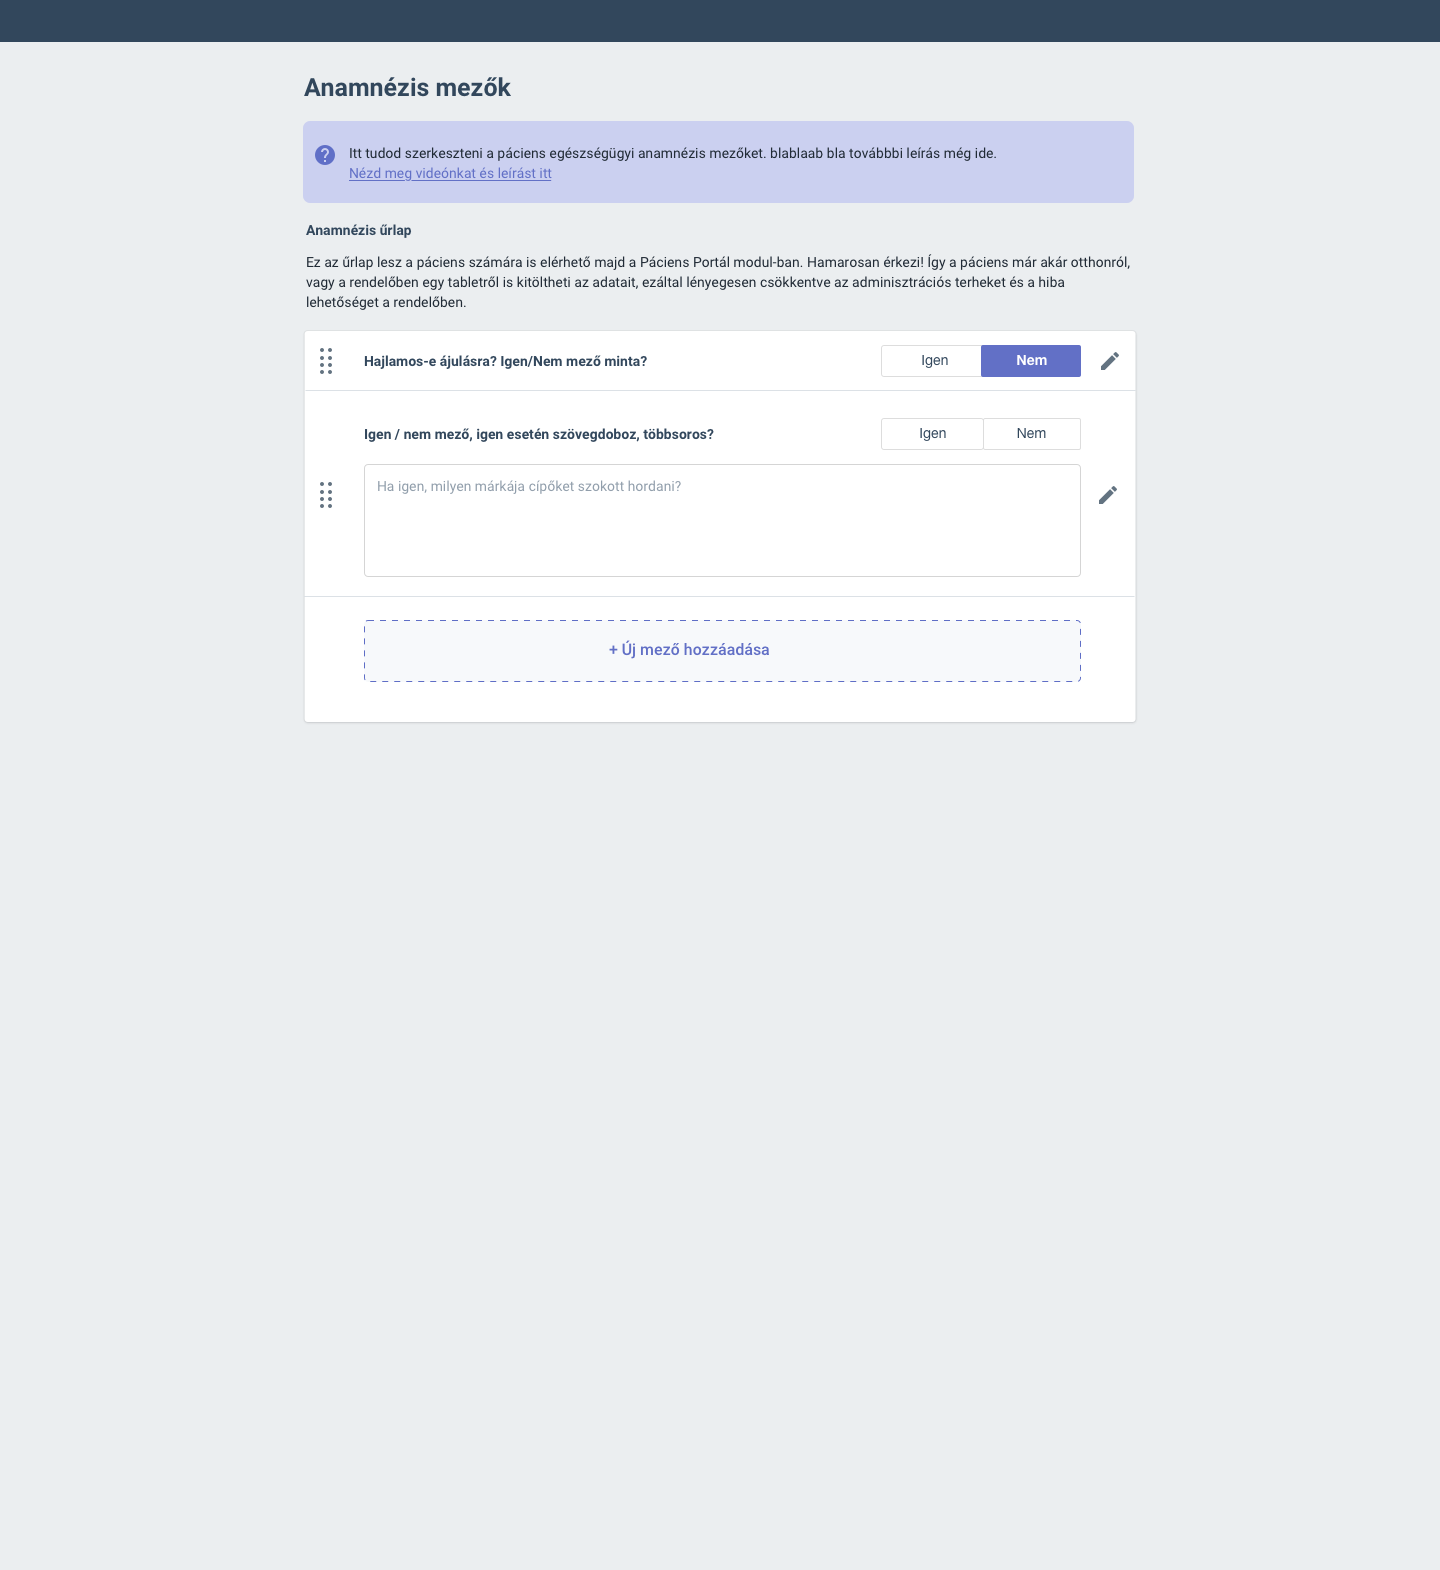 Anamnézis mezők
Itt tudod szerkeszteni a páciens egészségügyi anamnézis mezőket. blablaab bla továbbbi leírás még ide.
Nézd meg videónkat és leírást itt
Anamnézis űrlap
Ez az űrlap lesz a páciens számára is elérhető majd a Páciens Portál modul-ban. Hamarosan érkezi! Így a páciens már akár otthonról,
vagy a rendelőben egy tabletről is kitöltheti az adatait, ezáltal lényegesen csökkentve az adminisztrációs terheket és a hiba
lehetőséget a rendelőben.
Hajlamos-e ájulásra? Igen/Nem mező minta? Igen Nem
Igen / nem mező, igen esetén szövegdoboz, többsoros? Igen Nem
Ha igen, milyen márkája cípőket szokott hordani?
+ Új mező hozzáadása